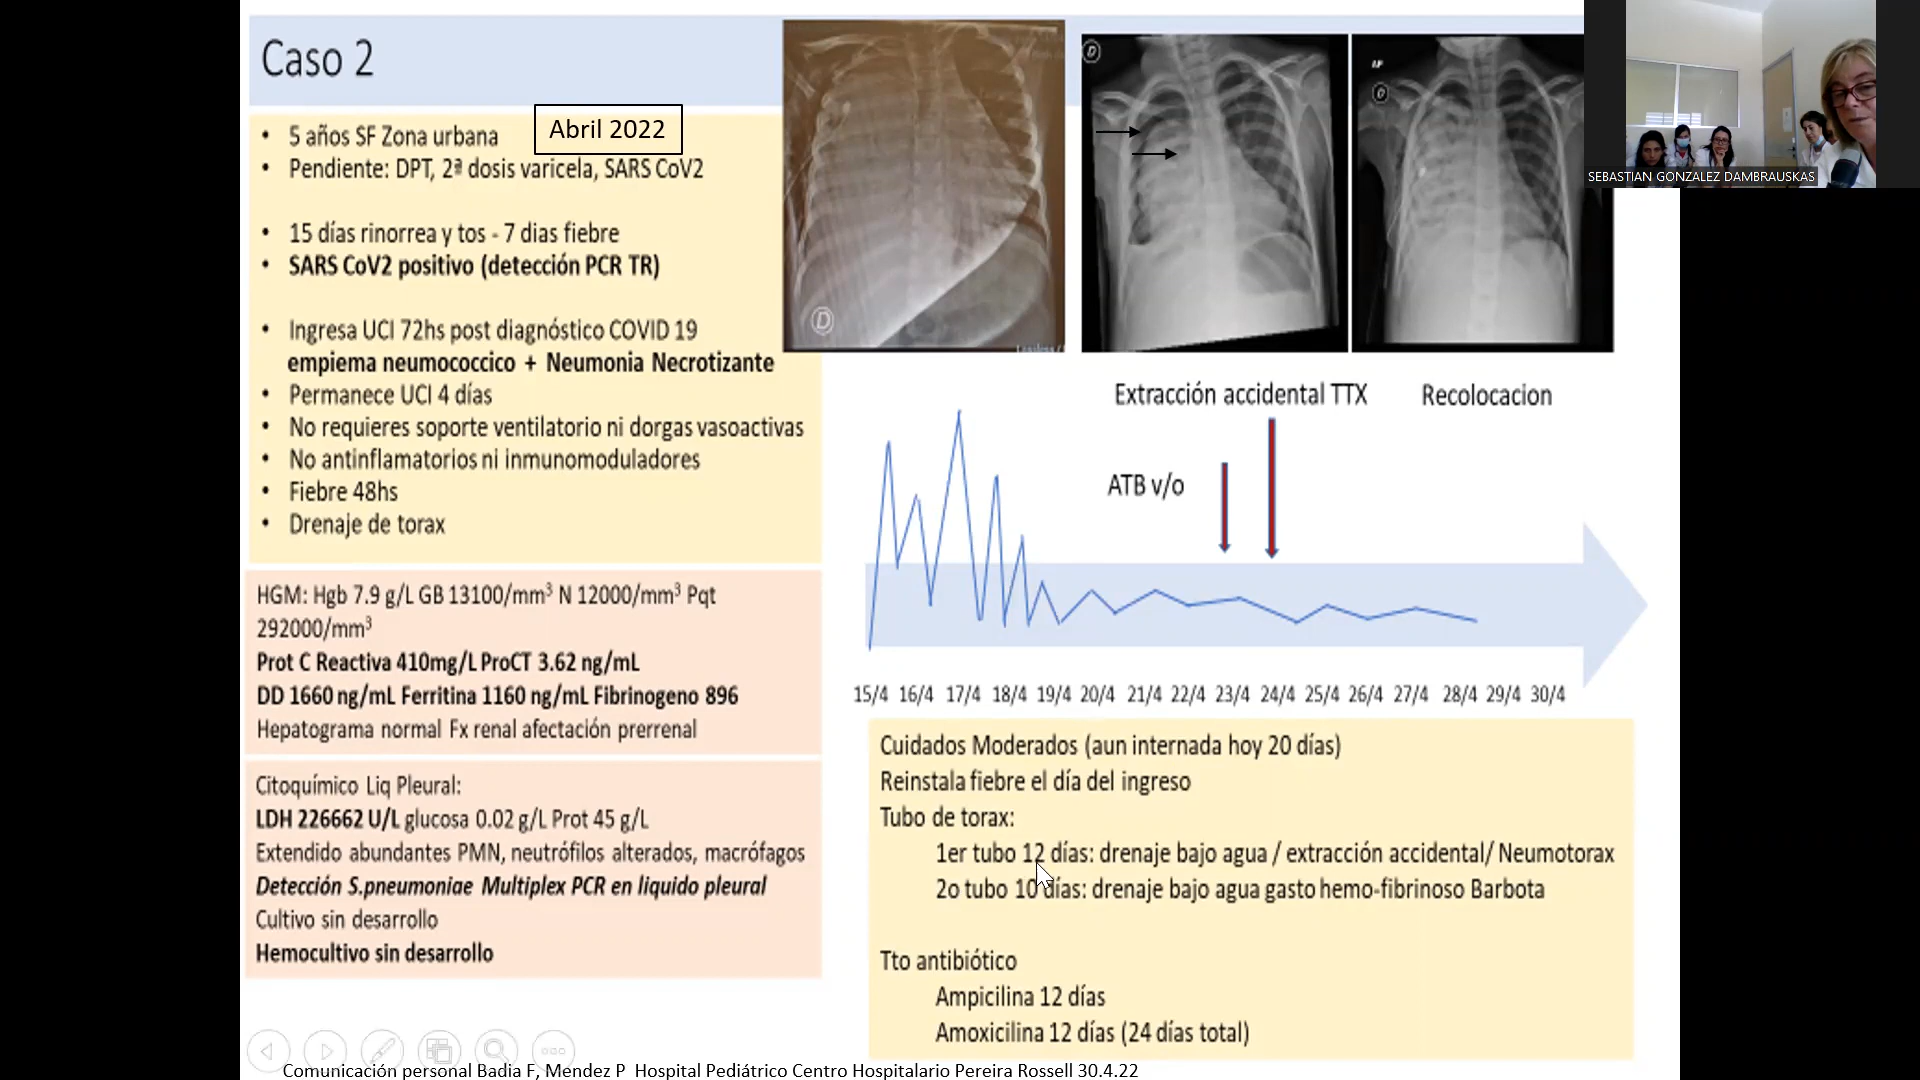 Caso 2
Abril 2022
• 5 años SF Zona urbana
• Pendiente: DPT, 2ª dosis varicela, SARS CoV2
• 15 días rinorrea y tos - 7 dias fiebre
• SARS CoV2 positivo (detección PCR TR)
• Ingresa UCI 72hs post diagnóstico COVID 19
empiema neumococcico + Neumonia Necrotizante
• Permanece UCI 4 días
• No requieres soporte ventilatorio ni dorgas vasoactivas
• No antinflamatorios ni inmunomoduladores
• Fiebre 48hs
• Drenaje de torax
HGM: Hgb 7.9 g/L GB 13100/mm³ N 12000/mm³ Pqt
292000/mm³
Prot C Reactiva 410mg/L ProCT 3.62 ng/mL
DD 1660 ng/mL Ferritina 1160 ng/mL Fibrinogeno 896
Hepatograma normal Fx renal afectación prerrenal
Citoquímico Liq Pleural:
LDH 226662 U/L glucosa 0.02 g/L Prot 45 g/L
Extendido abundantes PMN, neutrófilos alterados, macrófagos
Detección S.pneumoniae Multiplex PCR en liquido pleural
Cultivo sin desarrollo
Hemocultivo sin desarrollo
D
D
D
SEBASTIAN GONZALEZ DAMBRAUSKAS
Extracción accidental TTX
Recolocacion
ATB v/o
15/4 16/4 17/4 18/4 19/4 20/4 21/4 22/4 23/4 24/4 25/4 26/4 27/4 28/4 29/4 30/4
Cuidados Moderados (aun internada hoy 20 días)
Reinstala fiebre el día del ingreso
Tubo de torax:
1er tubo 12 días: drenaje bajo agua / extracción accidental/ Neumotorax
2o tubo 10 días: drenaje bajo agua gasto hemo-fibrinoso Barbota
Tto antibiótico
Ampicilina 12 días
Amoxicilina 12 días (24 días total)
Comunicación personal Badia F, Mendez P Hospital Pediátrico Centro Hospitalario Pereira Rossell 30.4.22